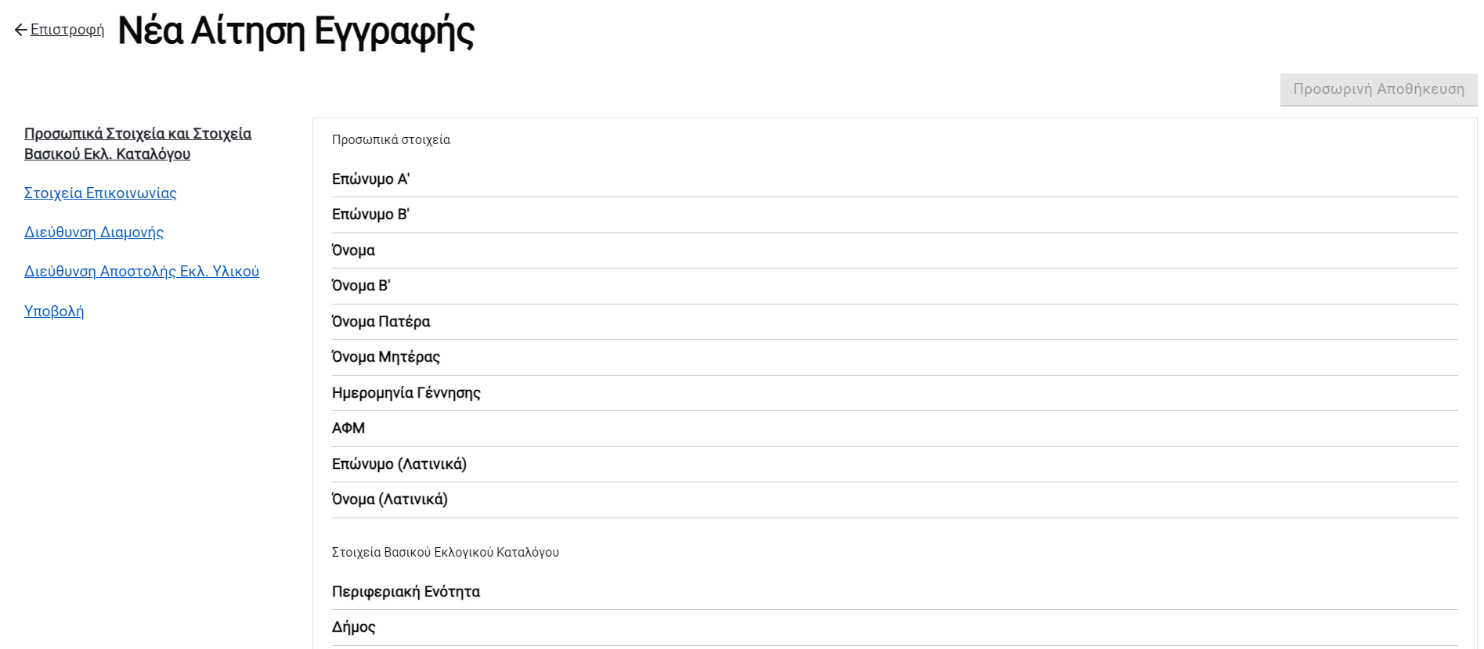 Επιστροφή Νέα Αίτηση Εγγραφής
Προσωρινή Αποθήκευση
Προσωπικά Στοιχεία και Στοιχεία
Βασικού Εκλ. Καταλόγου
Στοιχεία Επικοινωνίας
Διεύθυνση Διαμονής
Διεύθυνση Αποστολής Εκλ. Υλικού
Υποβολή
Προσωπικά στοιχεία
Επώνυμο Α'
Επώνυμο Β'
Όνομα
Όνομα Β'
Όνομα Πατέρα
Όνομα Μητέρας
Ημερομηνία Γέννησης
ΑΦΜ
Επώνυμο (Λατινικά)
Όνομα (Λατινικά)
Στοιχεία Βασικού Εκλογικού Καταλόγου
Περιφεριακή Ενότητα
Δήμος